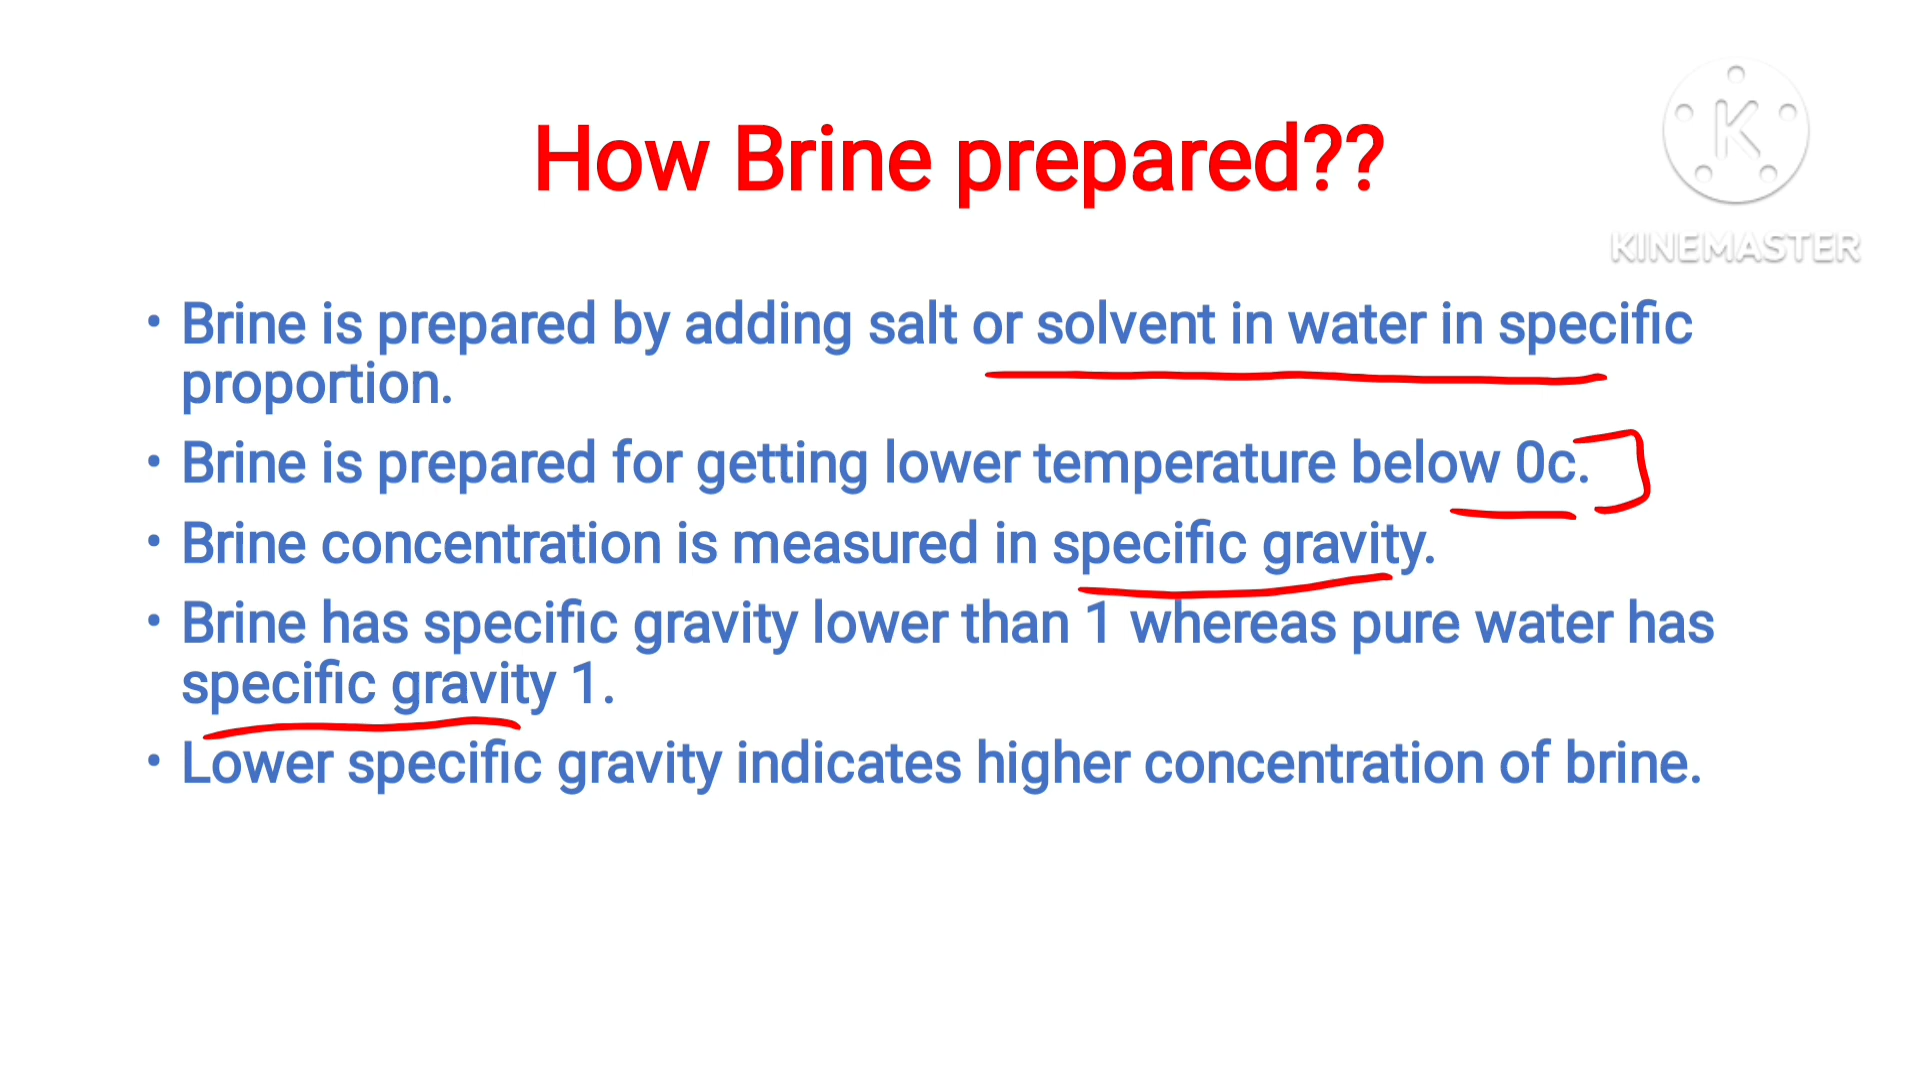 How Brine prepared??
K
KINEMASTER
• Brine is prepared by adding salt or solvent in water in specific
proportion.
• Brine is prepared for getting lower temperature below 0c.
• Brine concentration is measured in specific gravity.
• Brine has specific gravity lower than 1 whereas pure water has
specific gravity 1.
• Lower specific gravity indicates higher concentration of brine.